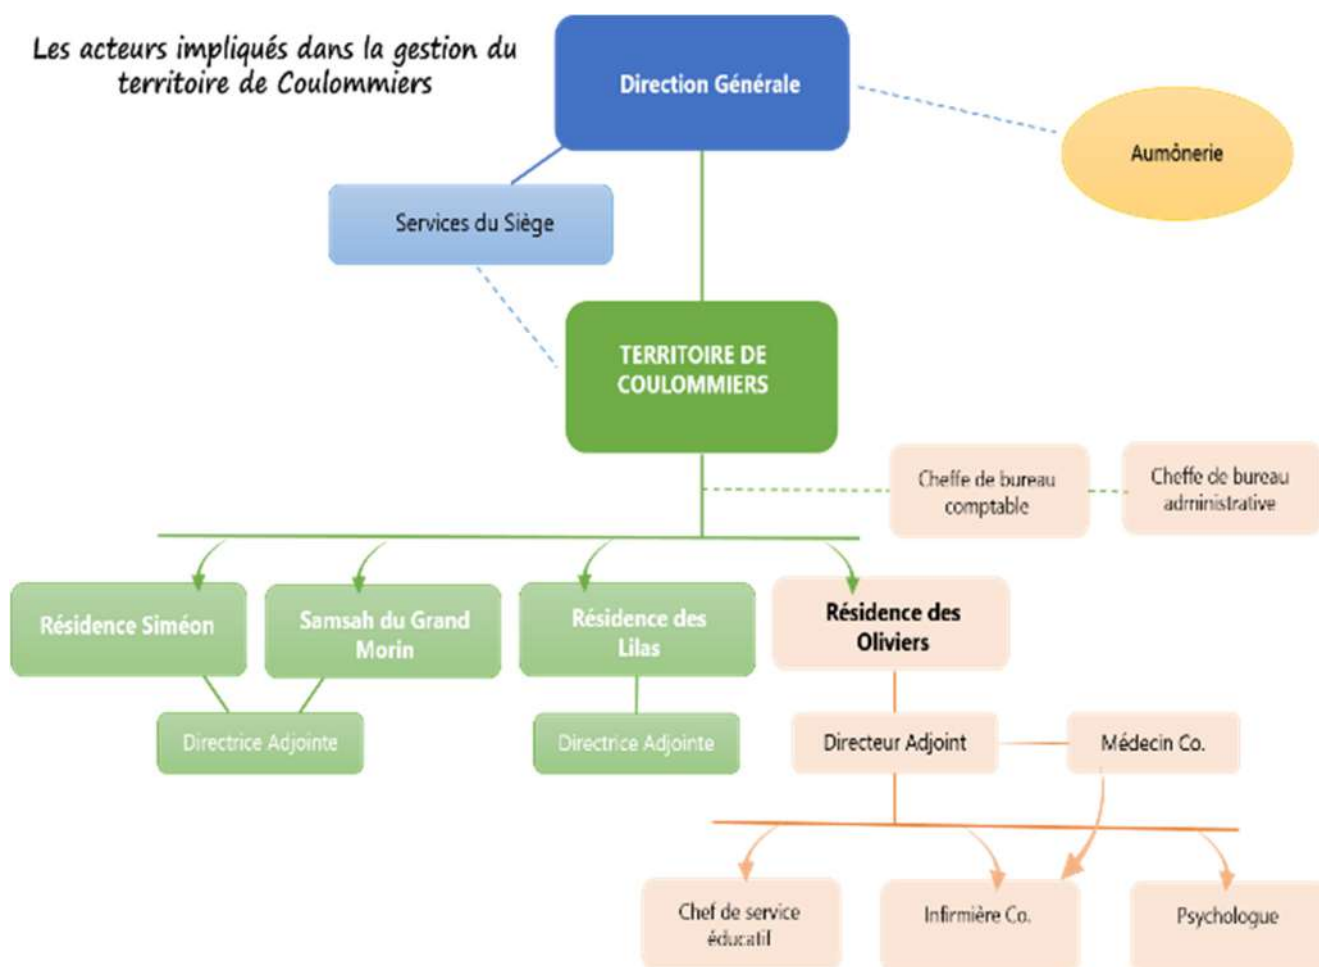 Les acteurs impliqués dans la gestion du
territoire de Coulommiers
Direction Générale
Aumônerie
Services du Siège
TERRITOIRE DE
COULOMMIERS
Cheffe de bureau
comptable
Cheffe de bureau
administrative
Résidence Siméon
Samsah du Grand
Morin
Résidence des
Lilas
Résidence des
Oliviers
Directrice Adjointe
Directrice Adjointe
Directeur Adjoint
Médecin Co.
Chef de service
éducatif
Infirmière Co.
Psychologue